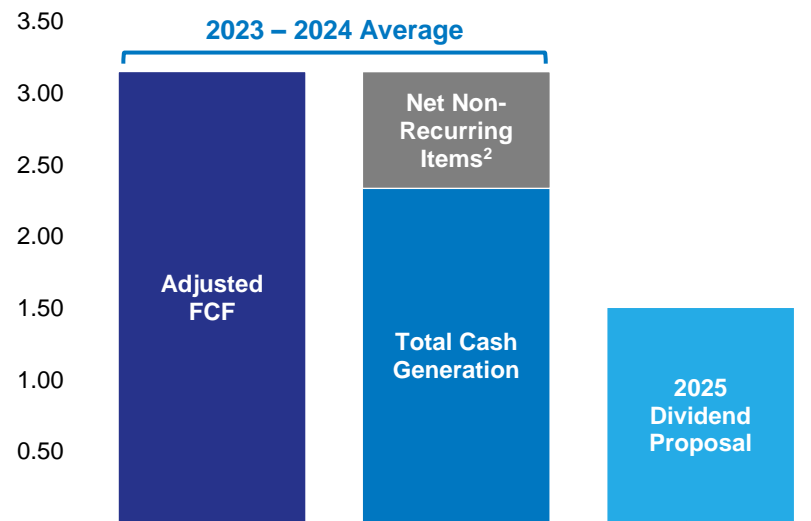 3.50
2023 – 2024 Average
3.00
Net Non-
Recurring
Items²
2.50
2.00
Adjusted
FCF
1.50
Total Cash
Generation
1.00
2025
Dividend
Proposal
0.50